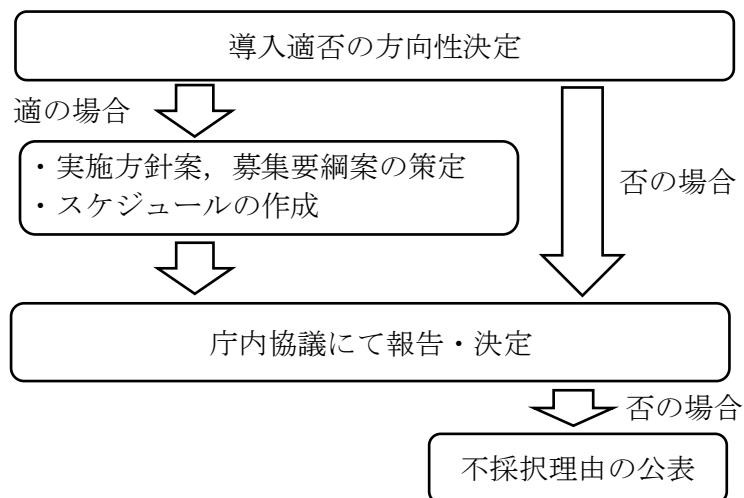 導入適否の方向性決定
適の場合
・実施方針案，募集要綱案の策定
・スケジュールの作成
否の場合
庁内協議にて報告・決定
否の場合
不採択理由の公表